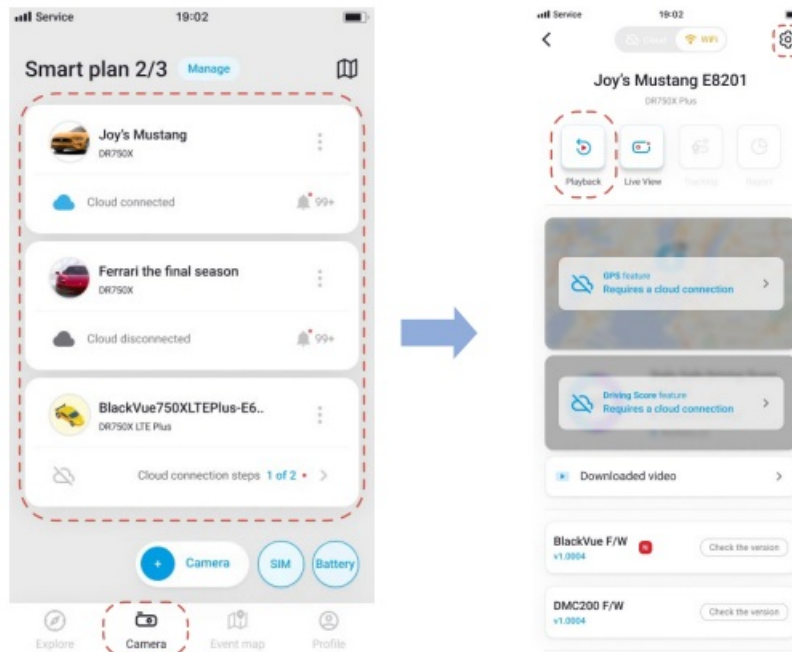 Service 19:02
Smart plan 2/3 Manage
Joy's Mustang
DR750X
Cloud connected 99+
Ferrari the final season
DR750X
Cloud disconnected 99+
BlackVue750XLTEPlus-E6..
DR750X LTE Plus
Cloud connection steps 1 of 2
Camera SIM Battery
Explore Camera Event map Profile
Service 19:02
Cloud WiFi
Joy's Mustang E8201
DR750X Plus
Playback Live View Tracking Report
GPS feature
Requires a cloud connection
Driving Score feature
Requires a cloud connection
Downloaded video
BlackVue F/W N Check the version
v1.0004
DMC200 F/W Check the version
v1.0004